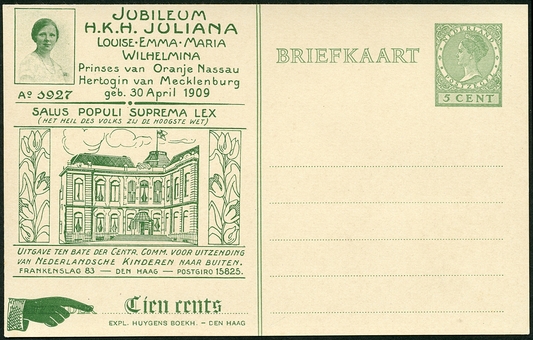 JUBILEUM
H.K.H. JULIANA
LOUISE·EMMA·MARIA
WILHELMINA
Prinses van Oranje Nassau
Hertogin van Mecklenburg
geb. 30 April 1909
Aº 5927
SALUS POPULI SUPREMA LEX
(HET HEIL DES VOLKS ZIJ DE HOOGSTE WET)
UITGAVE TEN BATE DER CENTR. COMM. VOOR UITZENDING
VAN NEDERLANDSCHE KINDEREN NAAR BUITEN.
FRANKENSLAG 83 — DEN HAAG — POSTGIRO 15825.
Tien cents
EXPL. HUYGENS BOEKH. – DEN HAAG
BRIEFKAART
NEDERLAND
5 CENT